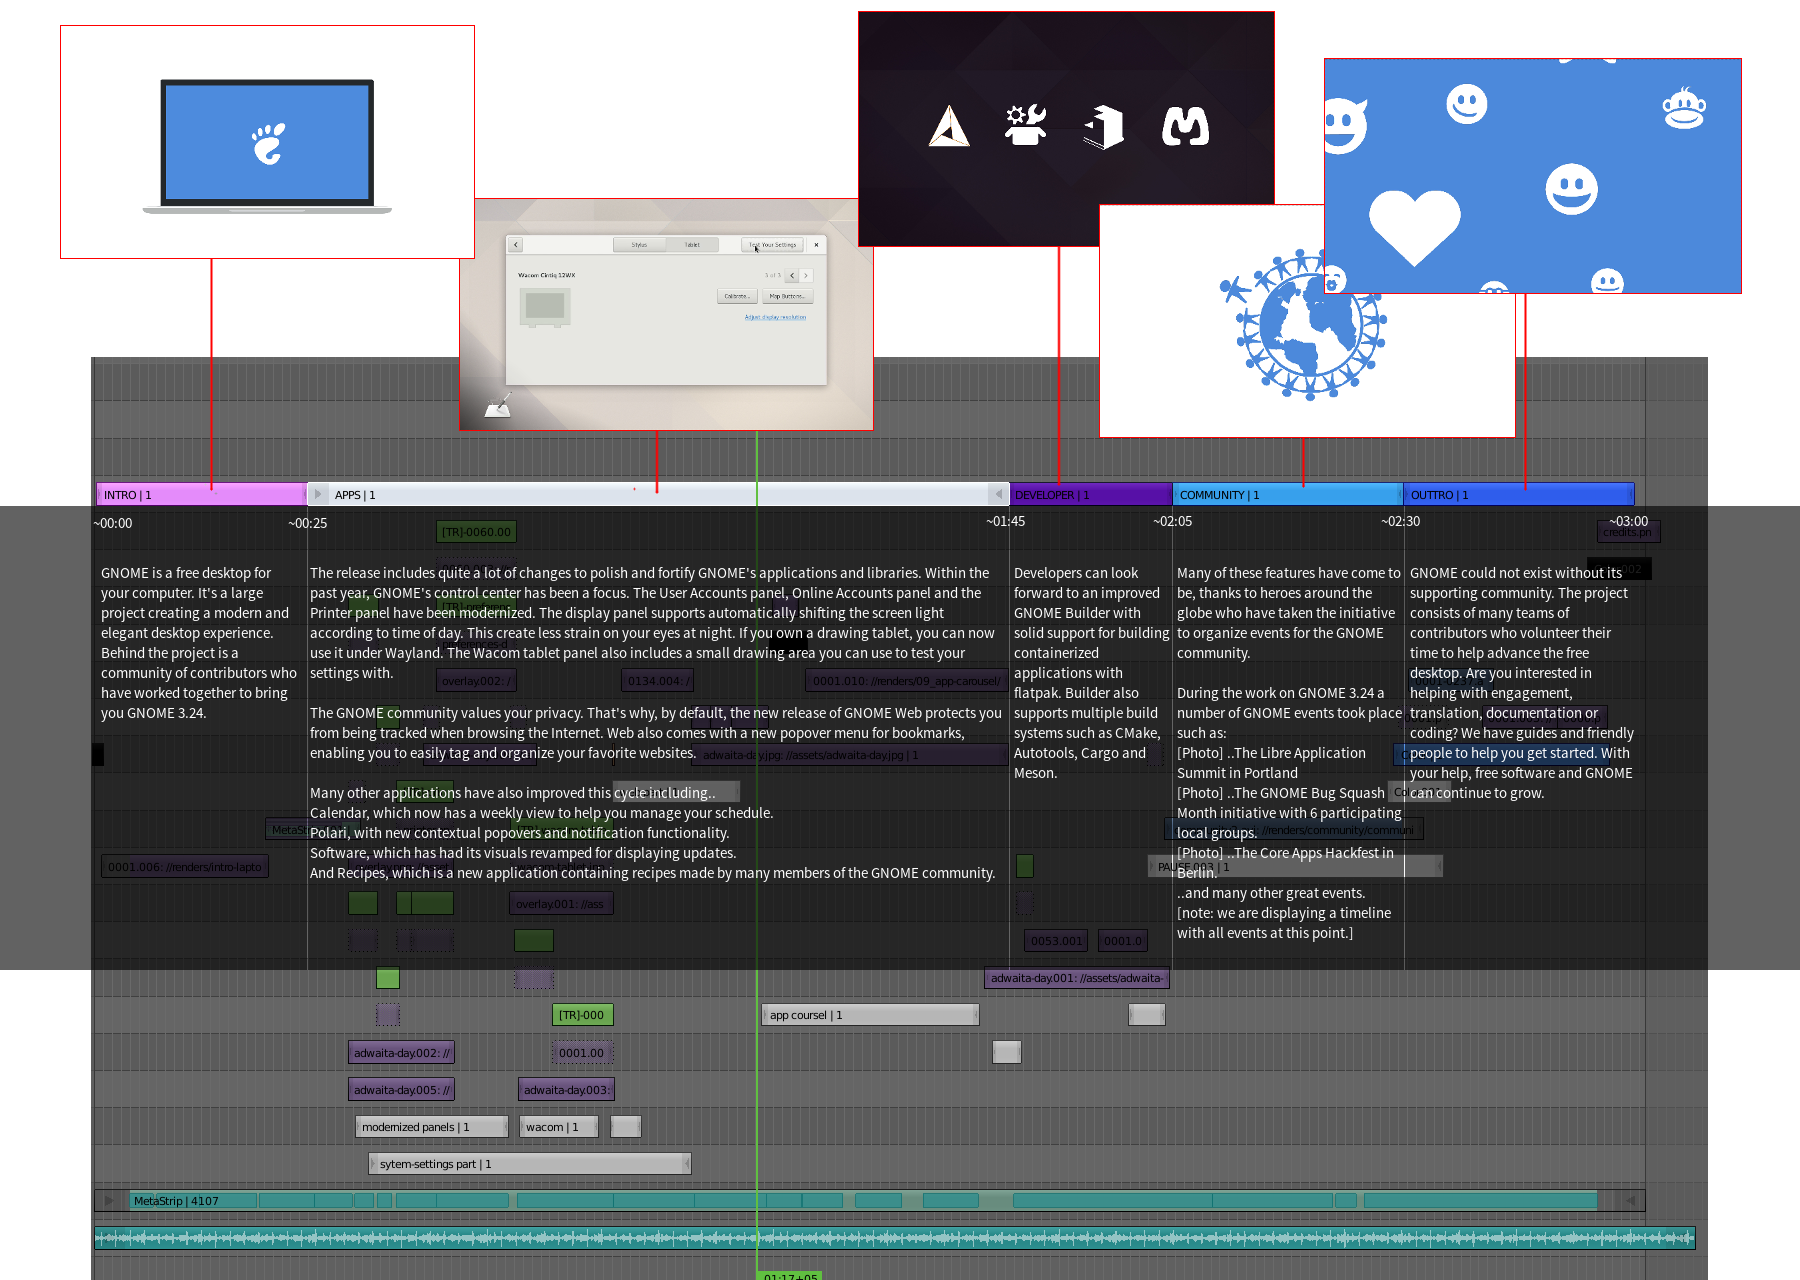 Stylus
Tablet
Test Your Settings
Wacom Cintiq 12WX
3 of 3
Calibrate...
Map Buttons...
Adjust display resolution
INTRO | 1
APPS | 1
DEVELOPER | 1
COMMUNITY | 1
OUTTRO | 1
~00:00
~00:25
~01:45
~02:05
~02:30
~03:00
GNOME is a free desktop for
your computer. It's a large
project creating a modern and
elegant desktop experience.
Behind the project is a
community of contributors who
have worked together to bring
you GNOME 3.24.
The release includes quite a lot of changes to polish and fortify GNOME's applications and libraries. Within the
past year, GNOME's control center has been a focus. The User Accounts panel, Online Accounts panel and the
Printer panel have been modernized. The display panel supports automatically shifting the screen light
according to time of day. This create less strain on your eyes at night. If you own a drawing tablet, you can now
use it under Wayland. The Wacom tablet panel also includes a small drawing area you can use to test your
settings with.
The GNOME community values your privacy. That's why, by default, the new release of GNOME Web protects you
from being tracked when browsing the Internet. Web also comes with a new popover menu for bookmarks,
enabling you to easily tag and organize your favorite websites.
Many other applications have also improved this cycle including..
Calendar, which now has a weekly view to help you manage your schedule.
Polari, with new contextual popovers and notification functionality.
Software, which has had its visuals revamped for displaying updates.
And Recipes, which is a new application containing recipes made by many members of the GNOME community.
Developers can look
forward to an improved
GNOME Builder with
solid support for building
containerized
applications with
flatpak. Builder also
supports multiple build
systems such as CMake,
Autotools, Cargo and
Meson.
Many of these features have come to
be, thanks to heroes around the
globe who have taken the initiative
to organize events for the GNOME
community.
During the work on GNOME 3.24 a
number of GNOME events took place
such as:
[Photo] ..The Libre Application
Summit in Portland
[Photo] ..The GNOME Bug Squash
Month initiative with 6 participating
local groups.
[Photo] ..The Core Apps Hackfest in
Berlin.
..and many other great events.
[note: we are displaying a timeline
with all events at this point.]
GNOME could not exist without its
supporting community. The project
consists of many teams of
contributors who volunteer their
time to help advance the free
desktop. Are you interested in
helping with engagement,
translation, documentation or
coding? We have guides and friendly
people to help you get started. With
your help, free software and GNOME
can continue to grow.
[TR]-0060.00
credits.pn
overlay.002: /
0134.004: /
0001.010: //renders/09_app-carousel/
adwaita-day.jpg: //assets/adwaita-day.jpg | 1
//renders/community/communi
0001.006: //renders/intro-lapto
PAUSE.003 | 1
overlay.001: //ass
0053.001
0001.0
adwaita-day.001: //assets/adwaita-
[TR]-000
app coursel | 1
adwaita-day.002: //
0001.00
adwaita-day.005: //
adwaita-day.003:
modernized panels | 1
wacom | 1
sytem-settings part | 1
MetaStrip | 4107
01:17+05